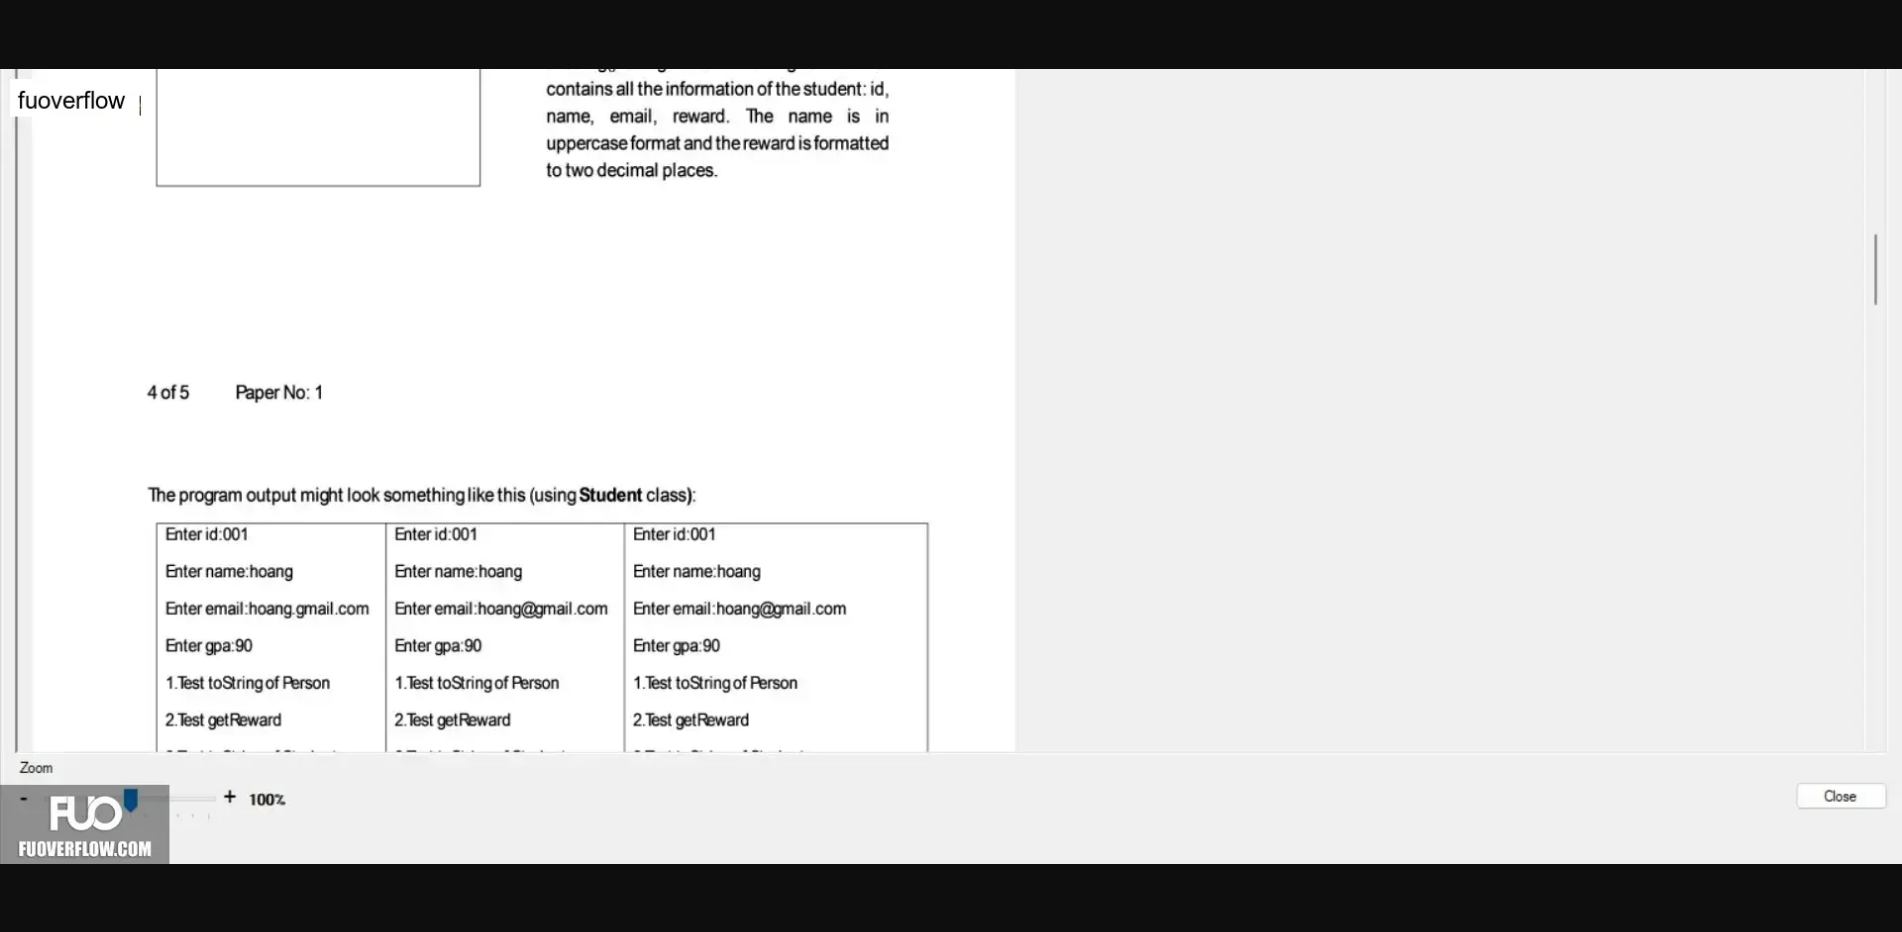 fuoverflow
contains all the information of the student: id,
name, email, reward. The name is in
uppercase format and the reward is formatted
to two decimal places.
4 of 5 Paper No: 1
The program output might look something like this (using Student class):
Enter id:001 Enter id:001 Enter id:001
Enter name:hoang Enter name:hoang Enter name:hoang
Enter email:hoang.gmail.com Enter email:hoang@gmail.com Enter email:hoang@gmail.com
Enter gpa:90 Enter gpa:90 Enter gpa:90
1.Test toString of Person 1.Test toString of Person 1.Test toString of Person
2.Test getReward 2.Test getReward 2.Test getReward
Zoom
- + 100%
Close
FUO
FUOVERFLOW.COM